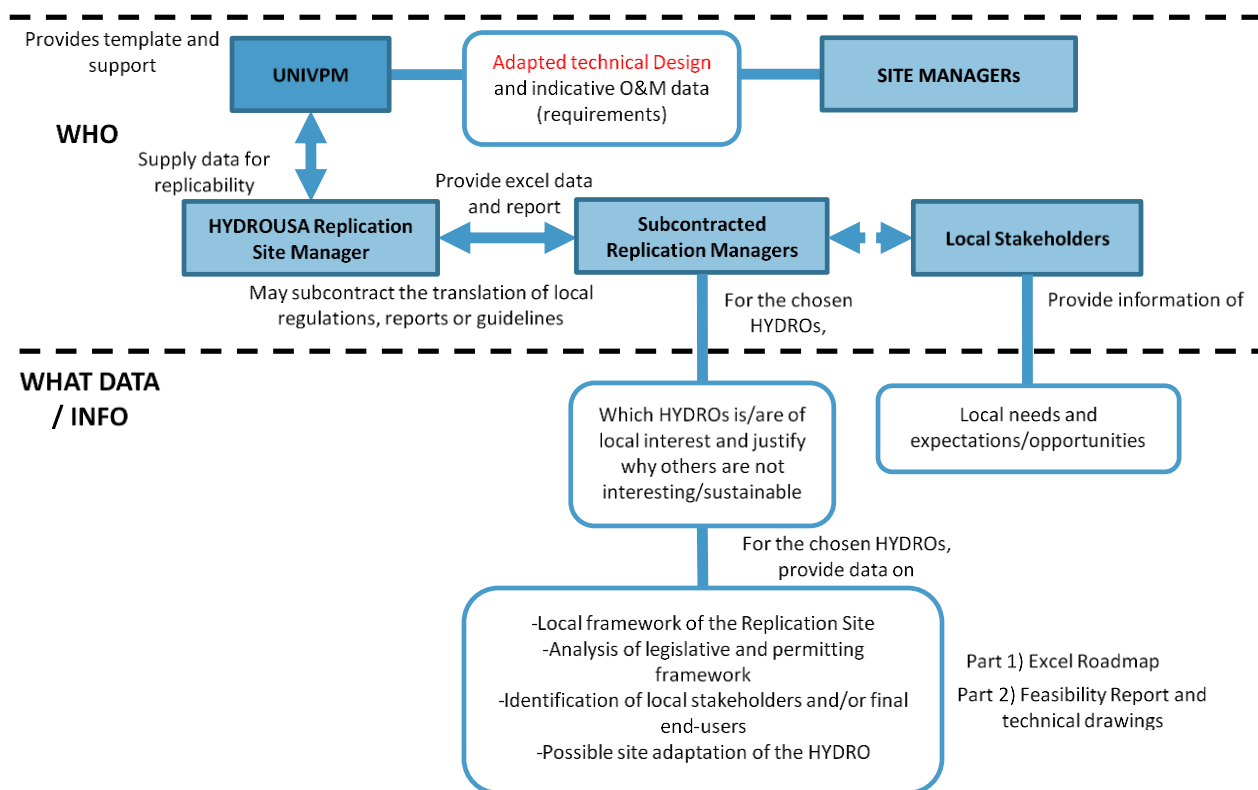 Provides template and
support
UNIVPM
Adapted technical Design
and indicative O&M data
(requirements)
SITE MANAGERs
WHO
Supply data for
replicability
Provide excel data
and report
HYDROUSA Replication
Site Manager
Subcontracted
Replication Managers
Local Stakeholders
May subcontract the translation of local
regulations, reports or guidelines
For the chosen
HYDROs,
Provide information of
WHAT DATA
/ INFO
Which HYDROs is/are of
local interest and justify
why others are not
interesting/sustainable
Local needs and
expectations/opportunities
For the chosen HYDROs,
provide data on
-Local framework of the Replication Site
-Analysis of legislative and permitting
framework
-Identification of local stakeholders and/or final
end-users
-Possible site adaptation of the HYDRO
Part 1) Excel Roadmap
Part 2) Feasibility Report and
technical drawings